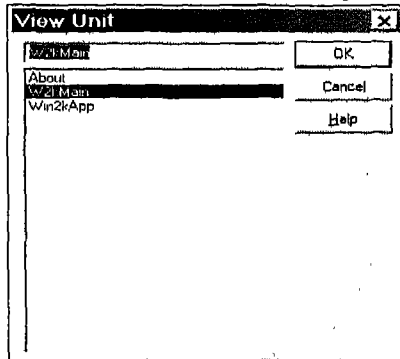 View Unit
W2kMain
OK
About
W2kMain
Win2kApp
Cancel
Help